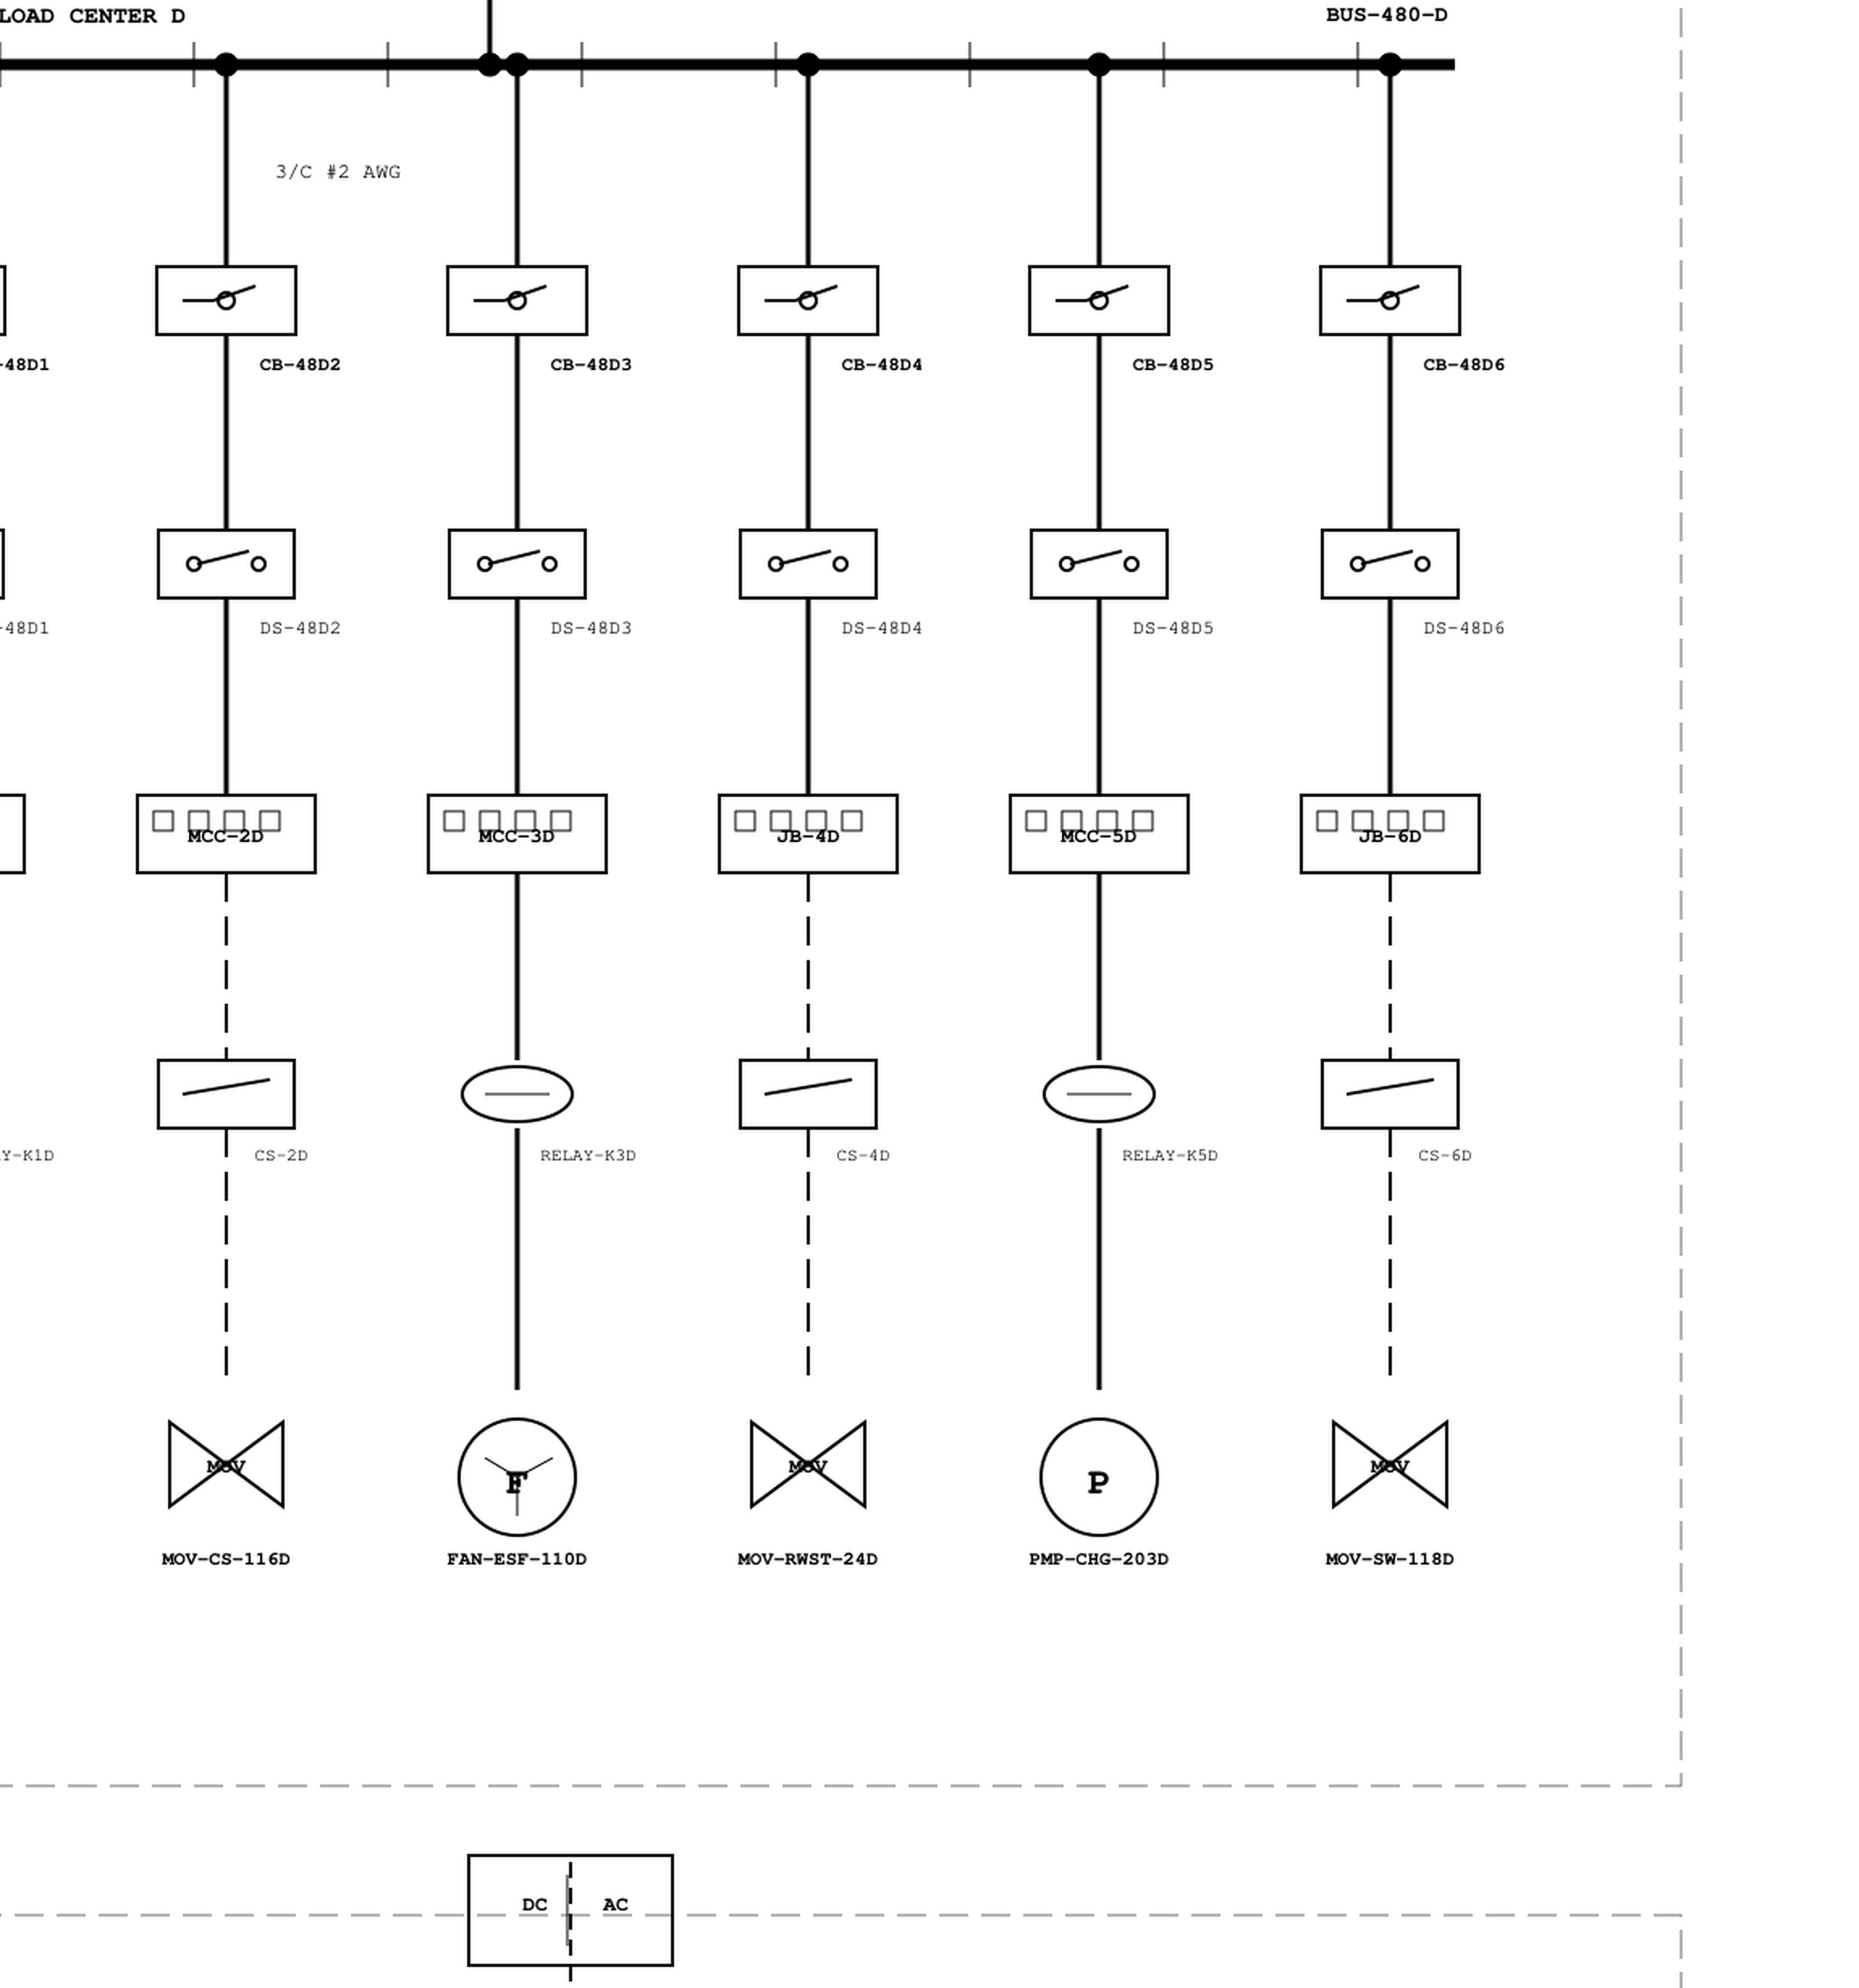 LOAD CENTER D BUS-480-D
3/C #2 AWG
-48D1 CB-48D2 CB-48D3 CB-48D4 CB-48D5 CB-48D6
-48D1 DS-48D2 DS-48D3 DS-48D4 DS-48D5 DS-48D6
MCC-2D MCC-3D JB-4D MCC-5D JB-6D
Y-K1D CS-2D RELAY-K3D CS-4D RELAY-K5D CS-6D
MOV F MOV P MOV
MOV-CS-116D FAN-ESF-110D MOV-RWST-24D PMP-CHG-203D MOV-SW-118D
DC AC